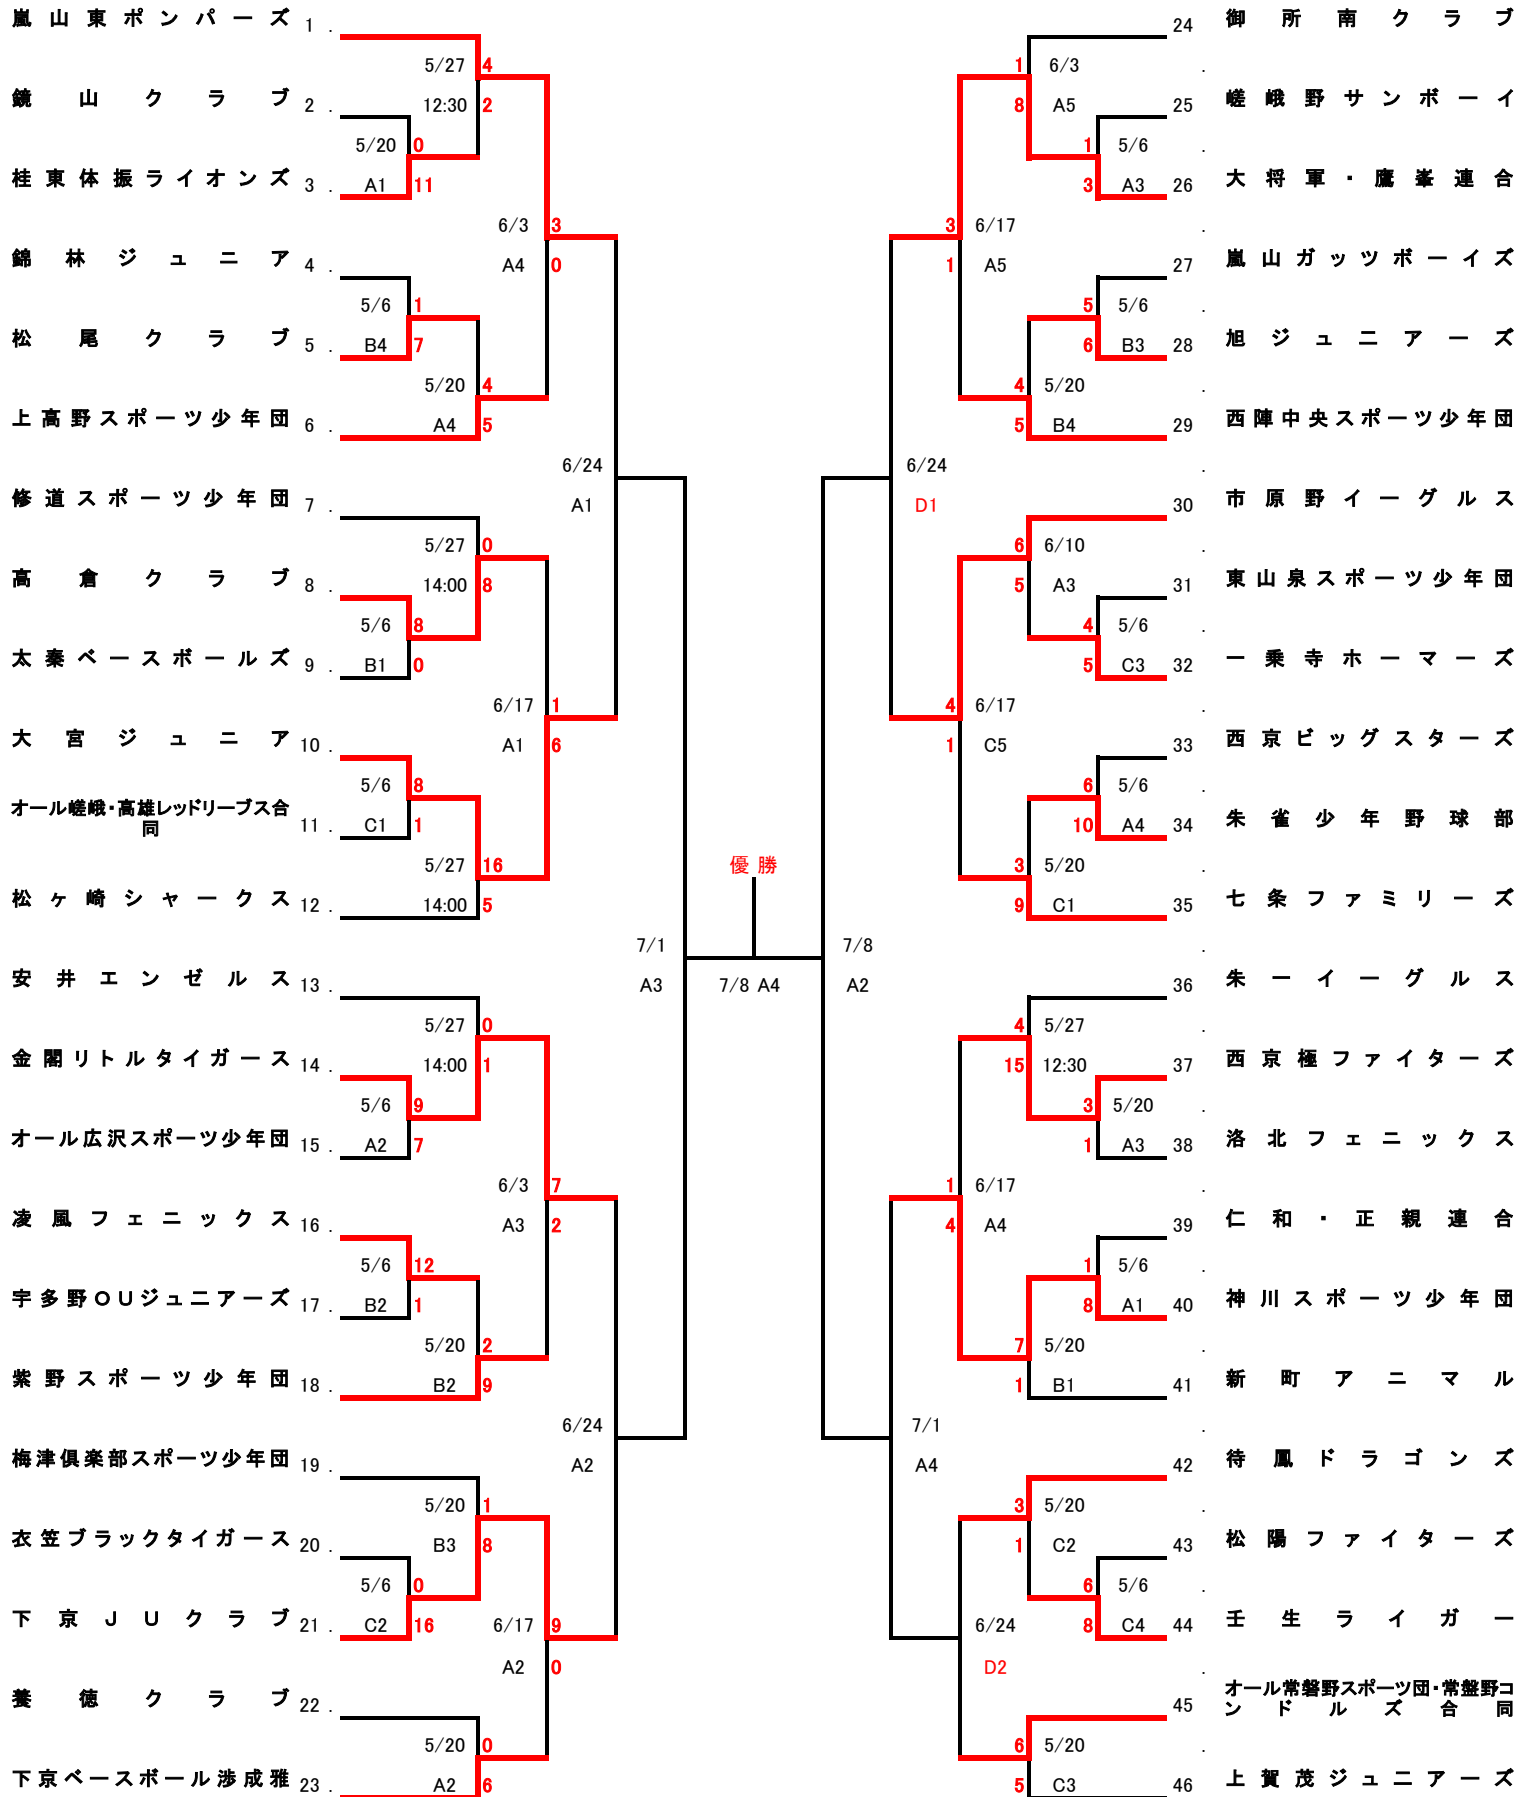 嵐山東ポンパーズ 1 .
5/27 4
鏡山クラブ 2 . 12:30 2
5/20 0
桂東体振ライオンズ 3 . A1 11
6/3 3
錦林ジュニア 4 . A4 0
5/6 1
松尾クラブ 5 . B4 7
5/20 4
上高野スポーツ少年団 6 . A4 5
6/24
修道スポーツ少年団 7 . A1
5/27 0
高倉クラブ 8 . 14:00 8
5/6 8
太秦ベースボールズ 9 . B1 0
6/17 1
大宮ジュニア 10 . A1 6
5/6 8
オール嵯峨・高雄レッドリーブス合
同 11 . C1 1
5/27 16
松ヶ崎シャークス 12 . 14:00 5
7/1
安井エンゼルス 13 . A3
5/27 0
金閣リトルタイガース 14 . 14:00 1
5/6 9
オール広沢スポーツ少年団 15 . A2 7
6/3 7
凌風フェニックス 16 . A3 2
5/6 12
宇多野OUジュニアーズ 17 . B2 1
5/20 2
紫野スポーツ少年団 18 . B2 9
6/24
梅津倶楽部スポーツ少年団 19 . A2
5/20 1
衣笠ブラックタイガース 20 . B3 8
5/6 0
下京JUクラブ 21 . C2 16
6/17 9
A2 0
養徳クラブ 22 .
5/20 0
下京ベースボール渉成雅 23 . A2 6
優勝
7/8 A4
24 御所南クラブ
1 6/3 .
8 A5 25 嵯峨野サンボーイ
1 5/6 .
3 A3 26 大将軍・鷹峯連合
3 6/17 .
1 A5 27 嵐山ガッツボーイズ
5 5/6 .
6 B3 28 旭ジュニアーズ
4 5/20 .
5 B4 29 西陣中央スポーツ少年団
6/24 .
D1 30 市原野イーグルス
6 6/10 .
5 A3 31 東山泉スポーツ少年団
4 5/6 .
5 C3 32 一乗寺ホーマーズ
4 6/17 .
1 C5 33 西京ビッグスターズ
6 5/6 .
10 A4 34 朱雀少年野球部
3 5/20 .
9 C1 35 七条ファミリーズ
7/8 .
A2 36 朱一イーグルス
4 5/27 .
15 12:30 37 西京極ファイターズ
3 5/20 .
1 A3 38 洛北フェニックス
1 6/17 .
4 A4 39 仁和・正親連合
1 5/6 .
8 A1 40 神川スポーツ少年団
7 5/20 .
1 B1 41 新町アニマル
7/1 .
A4 42 待鳳ドラゴンズ
3 5/20 .
1 C2 43 松陽ファイターズ
6 5/6 .
8 C4 44 壬生ライガー
6/24
D2 .
45 オール常磐野スポーツ団・常盤野コ
ンドルズ合同
6 5/20 .
5 C3 46 上賀茂ジュニアーズ